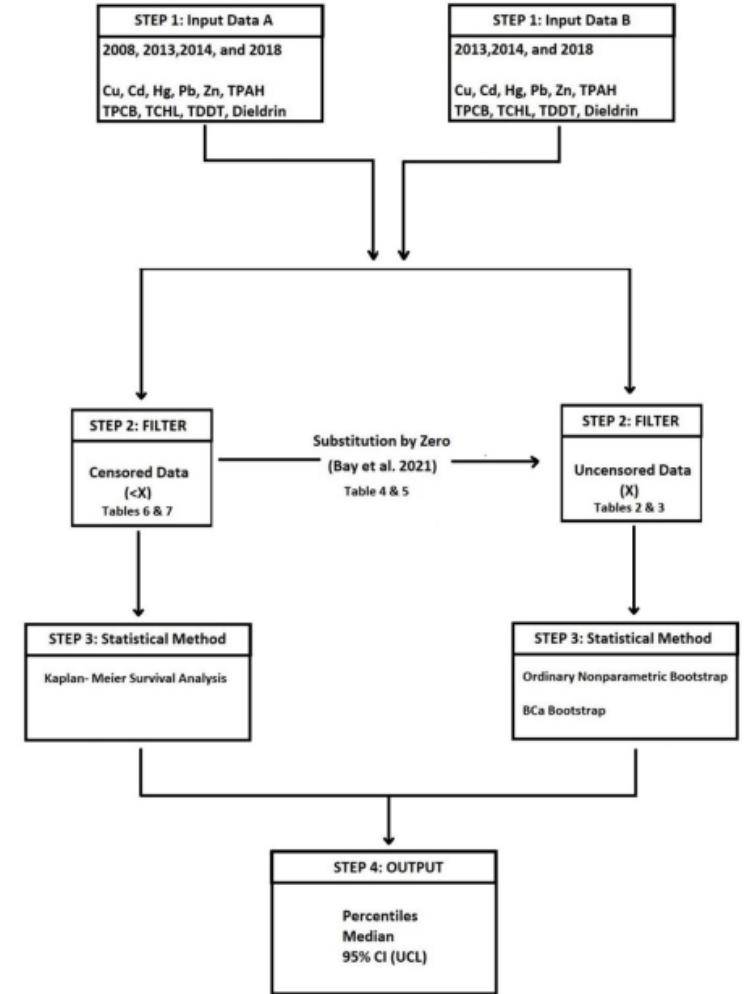 STEP 1: Input Data A
2008, 2013,2014, and 2018
Cu, Cd, Hg, Pb, Zn, TPAH
TPCB, TCHL, TDDT, Dieldrin
STEP 1: Input Data B
2013,2014, and 2018
Cu, Cd, Hg, Pb, Zn, TPAH
TPCB, TCHL, TDDT, Dieldrin
STEP 2: FILTER
Censored Data
(<X)
Tables 6 & 7
Substitution by Zero
(Bay et al. 2021)
Table 4 & 5
STEP 2: FILTER
Uncensored Data
(X)
Tables 2 & 3
STEP 3: Statistical Method
Kaplan- Meier Survival Analysis
STEP 3: Statistical Method
Ordinary Nonparametric Bootstrap
BCa Bootstrap
STEP 4: OUTPUT
Percentiles
Median
95% CI (UCL)